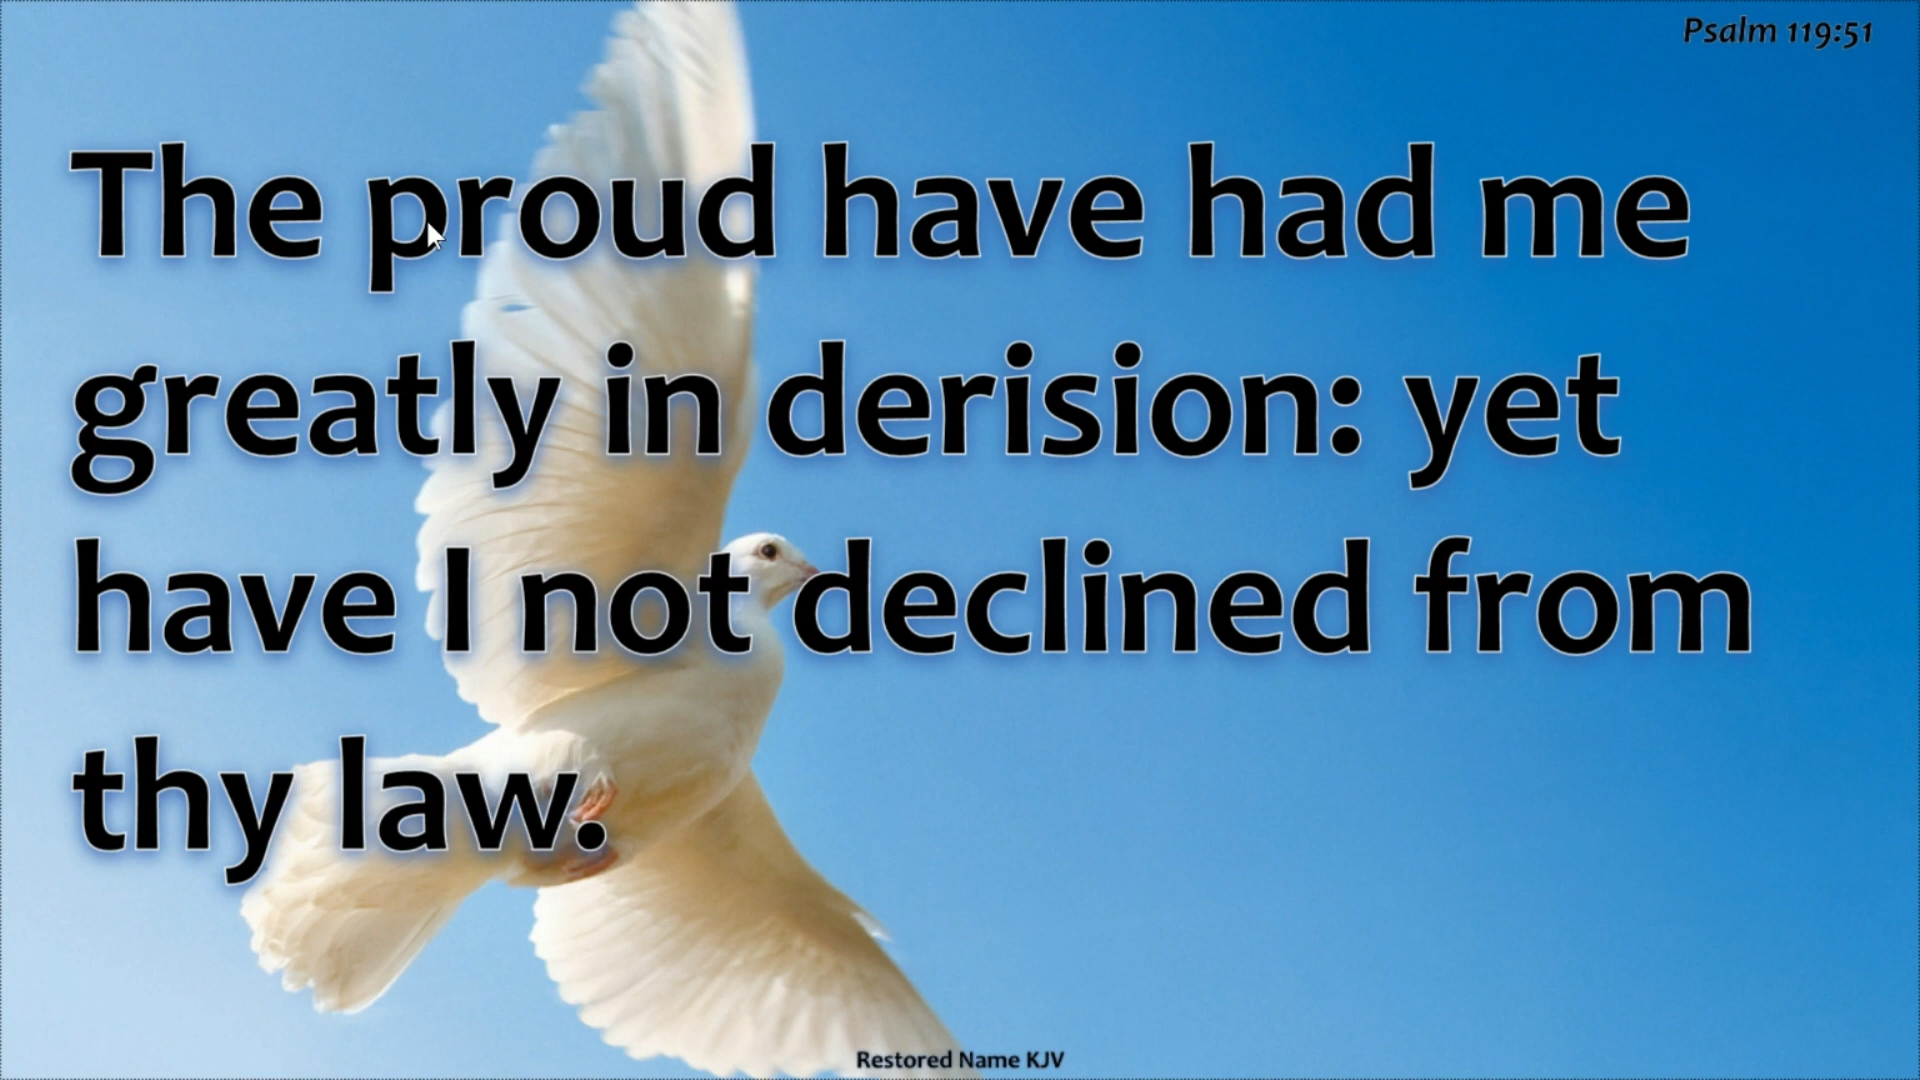 Psalm 119:51
The proud have had me
greatly in derision: yet
have I not declined from
thy law.
Restored Name KJV